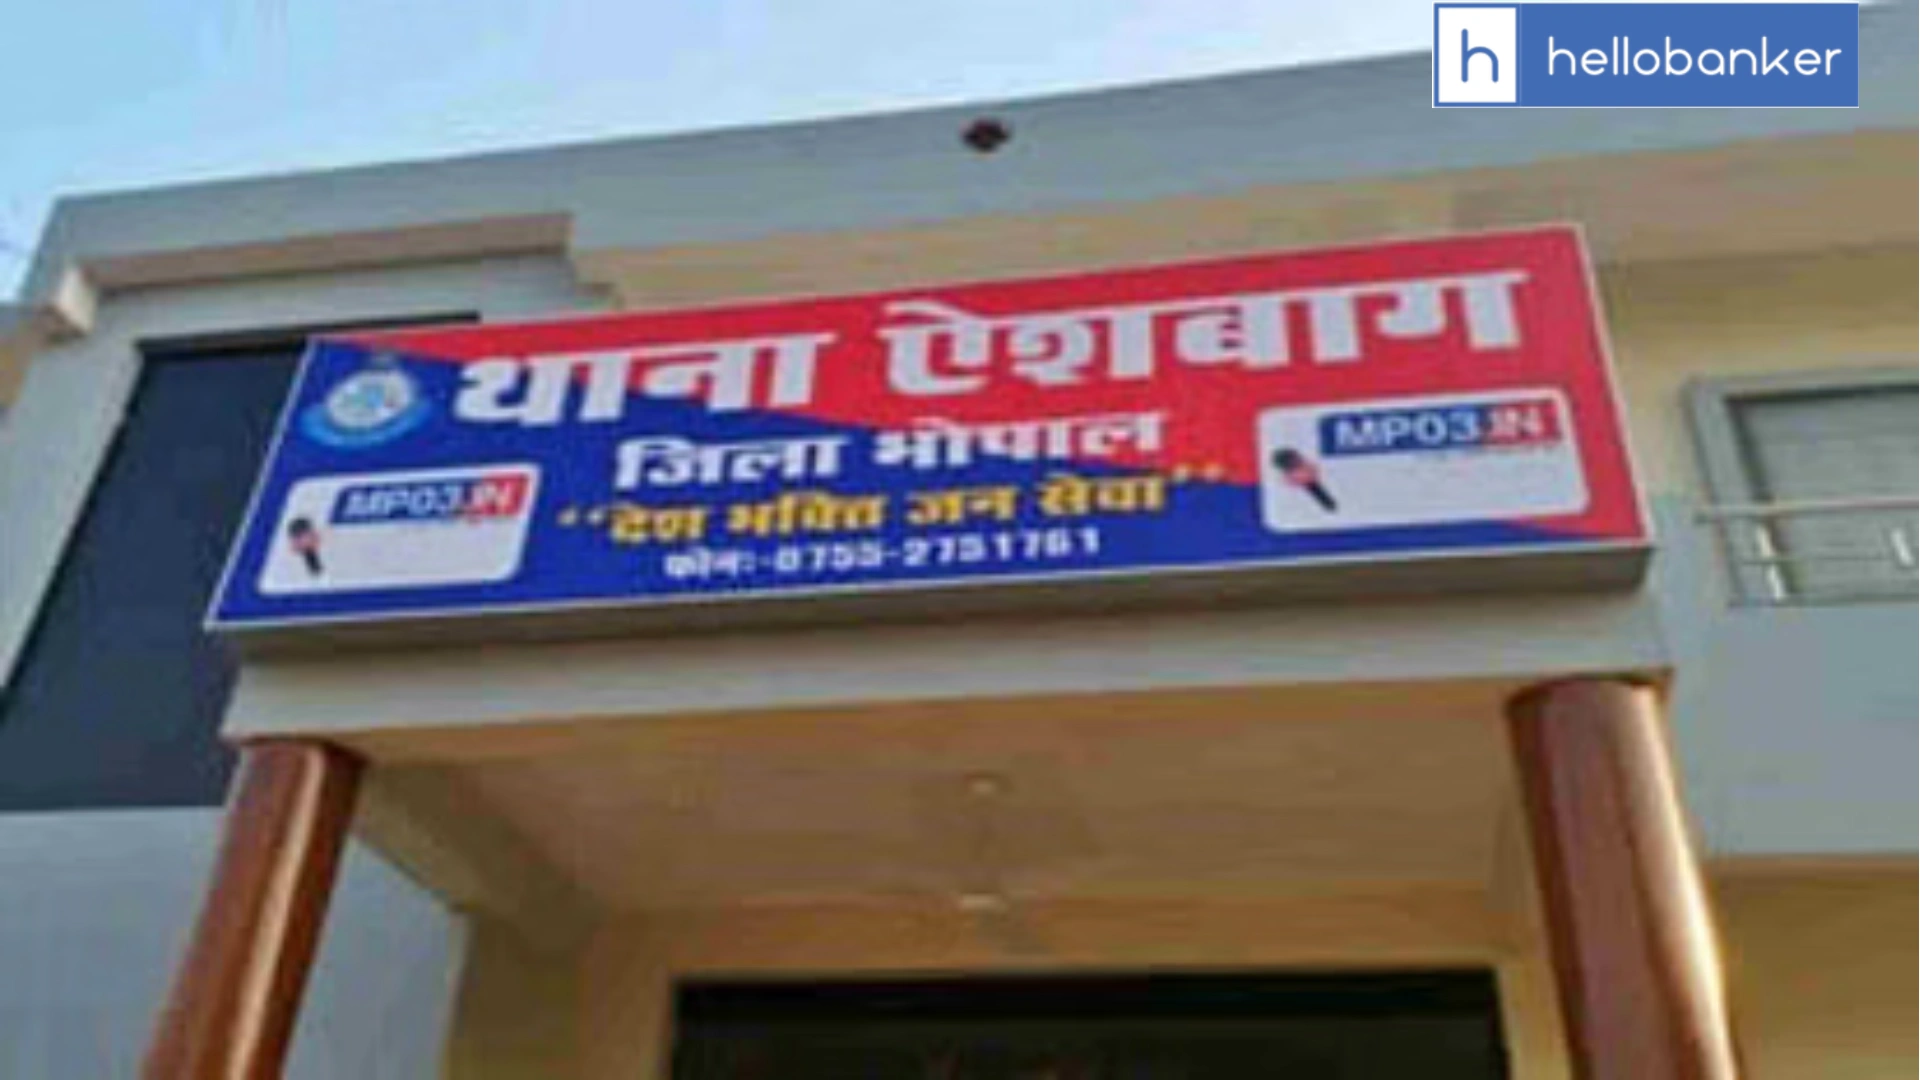 h hellobanker
थाना ऐशबाग
जिला भोपाल
MP03.IN
MP03.IN
“देश भक्ति जन सेवा”
फोनः-0755-2751761